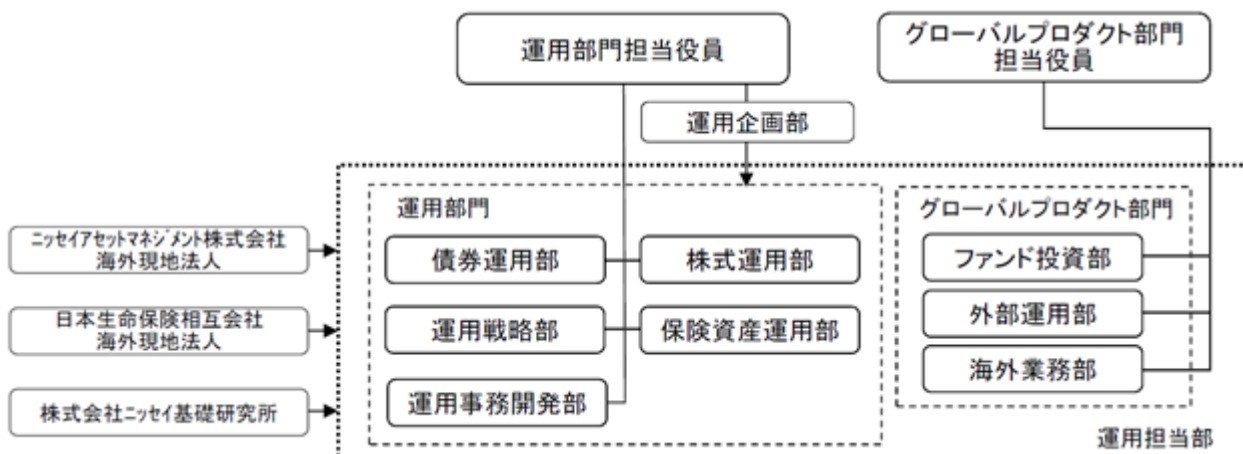 運用部門担当役員
グローバルプロダクト部門
担当役員
運用企画部
運用部門
債券運用部
株式運用部
運用戦略部
保険資産運用部
運用事務開発部
グローバルプロダクト部門
ファンド投資部
外部運用部
海外業務部
ニッセイアセットマネジメント株式会社
海外現地法人
日本生命保険相互会社
海外現地法人
株式会社ニッセイ基礎研究所
運用担当部